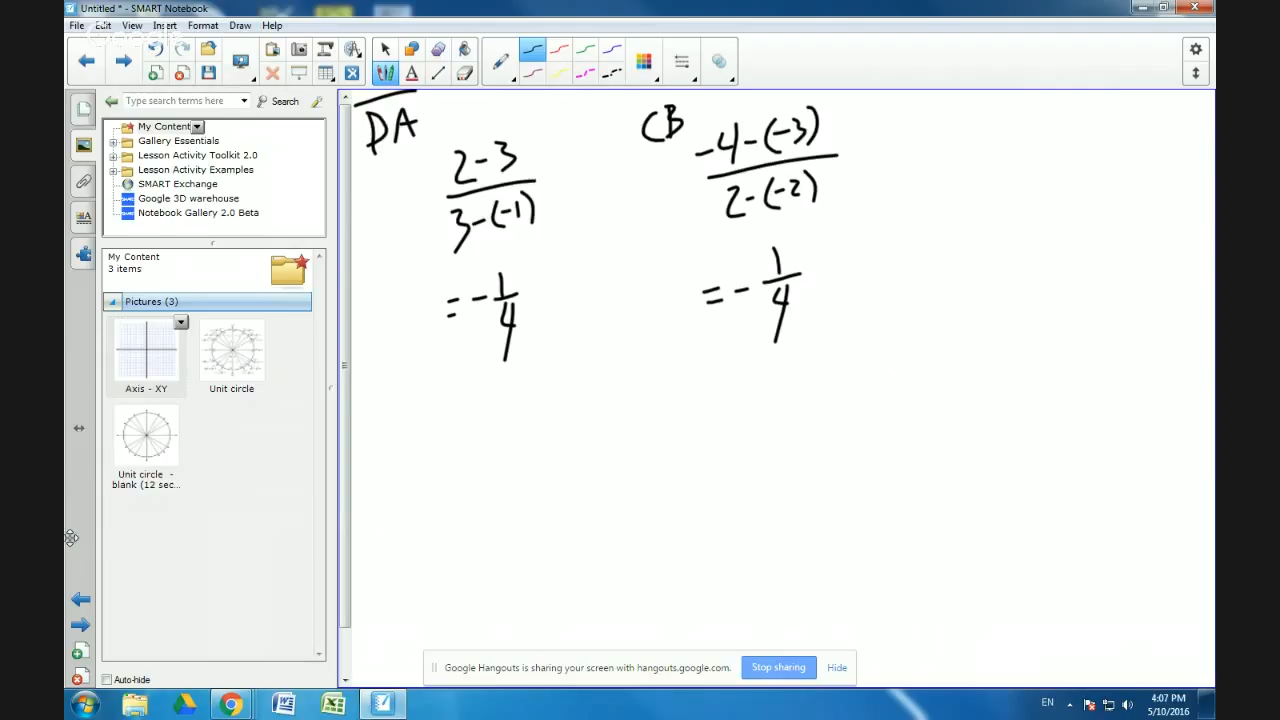 Untitled * - SMART Notebook
File Edit View Insert Format Draw Help
Type search terms here Search
My Content
Gallery Essentials
Lesson Activity Toolkit 2.0
Lesson Activity Examples
SMART Exchange
Google 3D warehouse
Notebook Gallery 2.0 Beta
My Content
3 items
Pictures (3)
Axis - XY
Unit circle
Unit circle -
blank (12 sec...
Auto-hide
DA
2-3
3-(-1)
= - 1
4
CB
-4-(-3)
2-(-2)
= - 1
4
Google Hangouts is sharing your screen with hangouts.google.com. Stop sharing Hide
EN
4:07 PM
5/10/2016